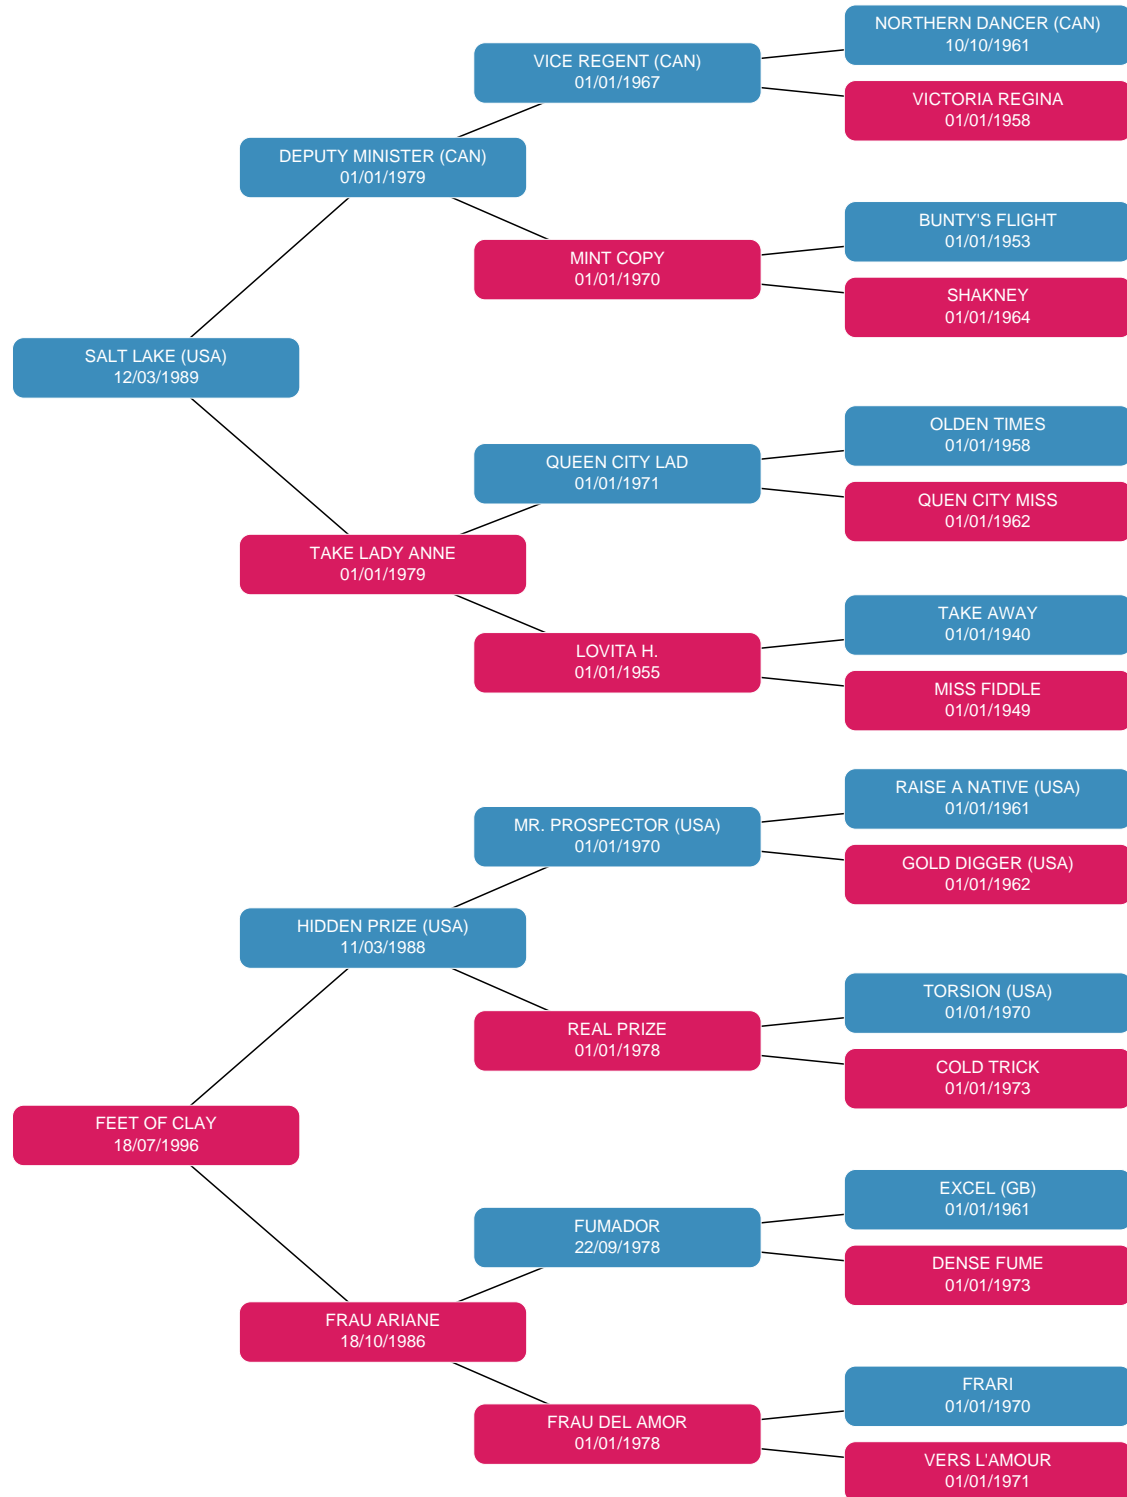 NORTHERN DANCER (CAN)
10/10/1961
VICE REGENT (CAN)
01/01/1967
VICTORIA REGINA
01/01/1958
DEPUTY MINISTER (CAN)
01/01/1979
BUNTY'S FLIGHT
01/01/1953
MINT COPY
01/01/1970
SHAKNEY
01/01/1964
SALT LAKE (USA)
12/03/1989
OLDEN TIMES
01/01/1958
QUEEN CITY LAD
01/01/1971
QUEN CITY MISS
01/01/1962
TAKE LADY ANNE
01/01/1979
TAKE AWAY
01/01/1940
LOVITA H.
01/01/1955
MISS FIDDLE
01/01/1949
RAISE A NATIVE (USA)
01/01/1961
MR. PROSPECTOR (USA)
01/01/1970
GOLD DIGGER (USA)
01/01/1962
HIDDEN PRIZE (USA)
11/03/1988
TORSION (USA)
01/01/1970
REAL PRIZE
01/01/1978
COLD TRICK
01/01/1973
FEET OF CLAY
18/07/1996
EXCEL (GB)
01/01/1961
FUMADOR
22/09/1978
DENSE FUME
01/01/1973
FRAU ARIANE
18/10/1986
FRARI
01/01/1970
FRAU DEL AMOR
01/01/1978
VERS L'AMOUR
01/01/1971